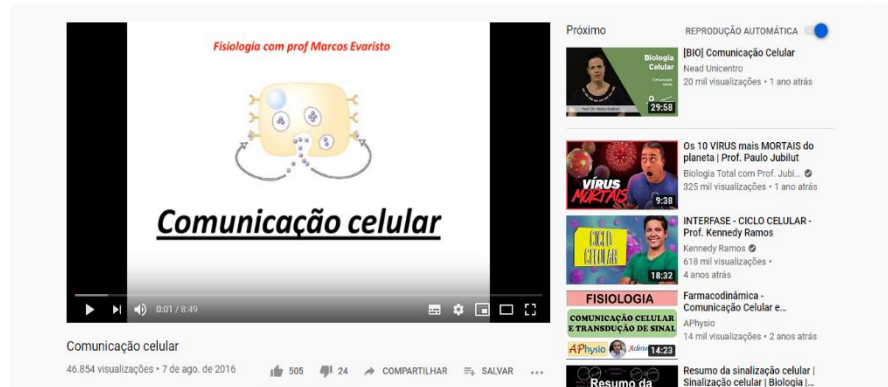 Fisiologia com prof Marcos Evaristo
Comunicação celular
0:01 / 8:49
Comunicação celular
46.854 visualizações • 7 de ago. de 2016
505
24
COMPARTILHAR
SALVAR
Próximo
REPRODUÇÃO AUTOMÁTICA
Biologia
Celular
29:58
[BIO] Comunicação Celular
Nead Unicentro
20 mil visualizações • 1 ano atrás
VÍRUS
MORTAIS
9:38
Os 10 VÍRUS mais MORTAIS do
planeta | Prof. Paulo Jubilut
Biologia Total com Prof. Jubi...
325 mil visualizações • 1 ano atrás
CICLO
CELULAR
18:32
INTERFASE - CICLO CELULAR -
Prof. Kennedy Ramos
Kennedy Ramos
618 mil visualizações •
4 anos atrás
FISIOLOGIA
COMUNICAÇÃO CELULAR
E TRANSDUÇÃO DE SINAL
APhysio
14:23
Farmacodinâmica -
Comunicação Celular e...
APhysio
14 mil visualizações • 2 anos atrás
Resumo da
Resumo da sinalização celular |
Sinalização celular | Biologia |...